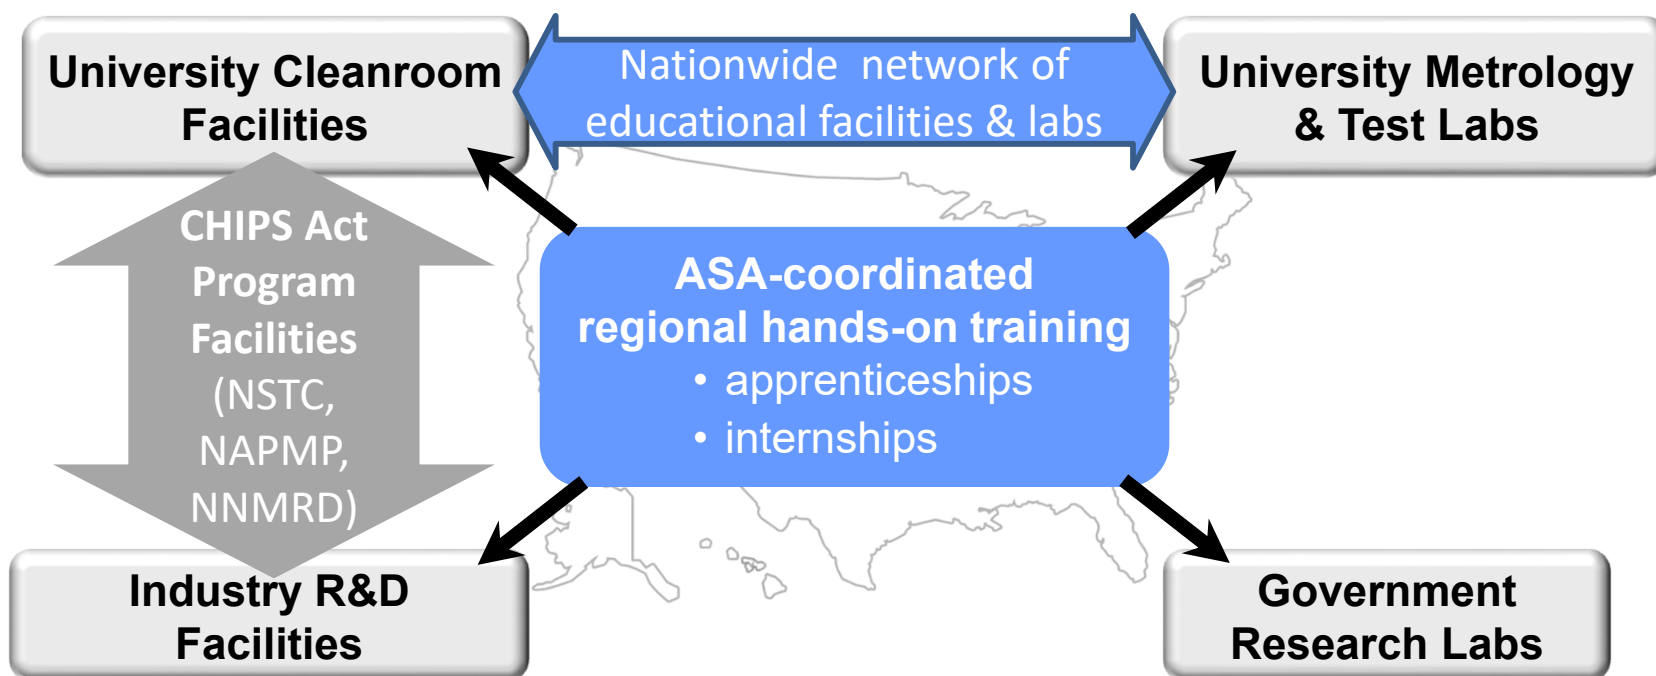 University Cleanroom
Facilities
Nationwide network of
educational facilities & labs
University Metrology
& Test Labs
CHIPS Act
Program
Facilities
(NSTC,
NAPMP,
NNMRD)
ASA-coordinated
regional hands-on training
• apprenticeships
• internships
Industry R&D
Facilities
Government
Research Labs